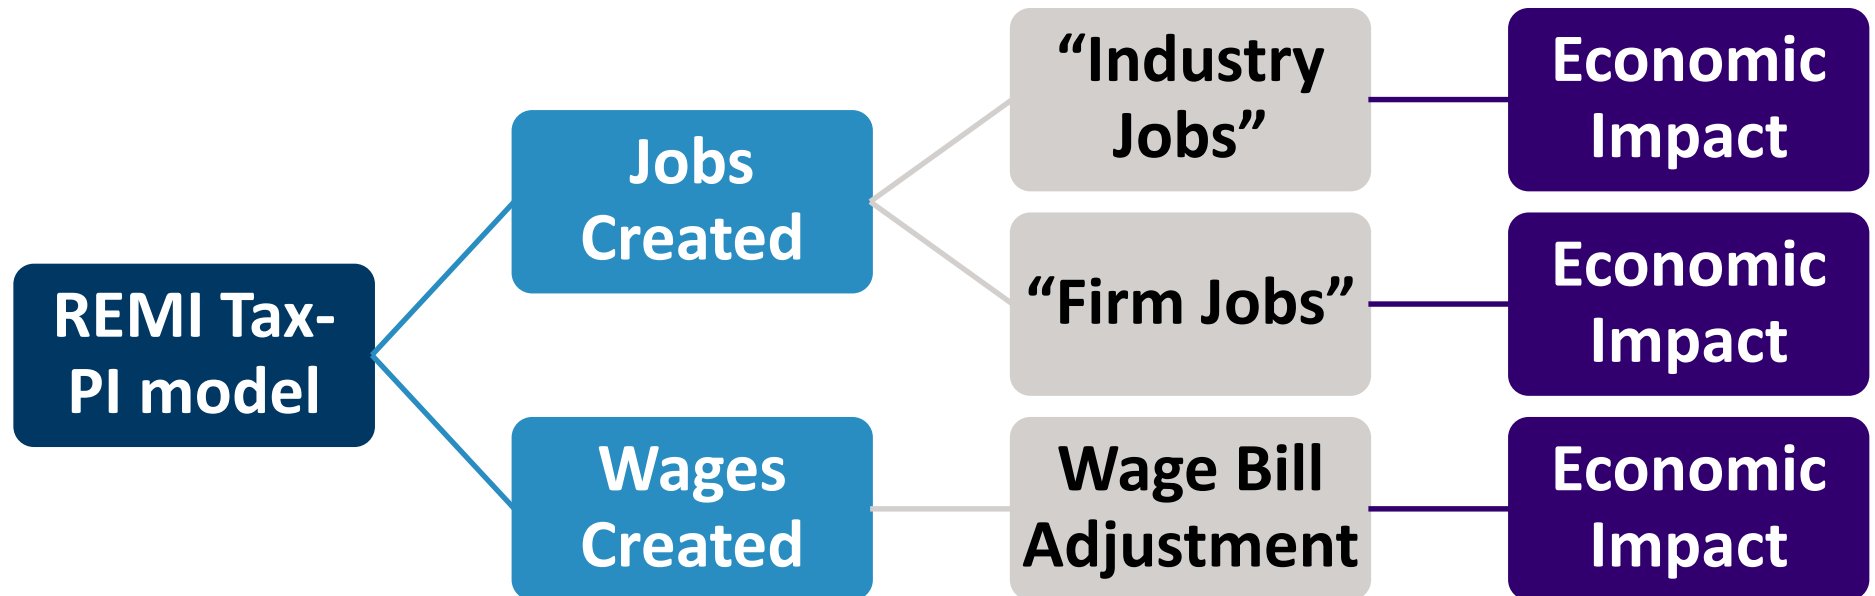 REMI Tax-
PI model
Jobs
Created
Wages
Created
“Industry
Jobs”
“Firm Jobs”
Wage Bill
Adjustment
Economic
Impact
Economic
Impact
Economic
Impact